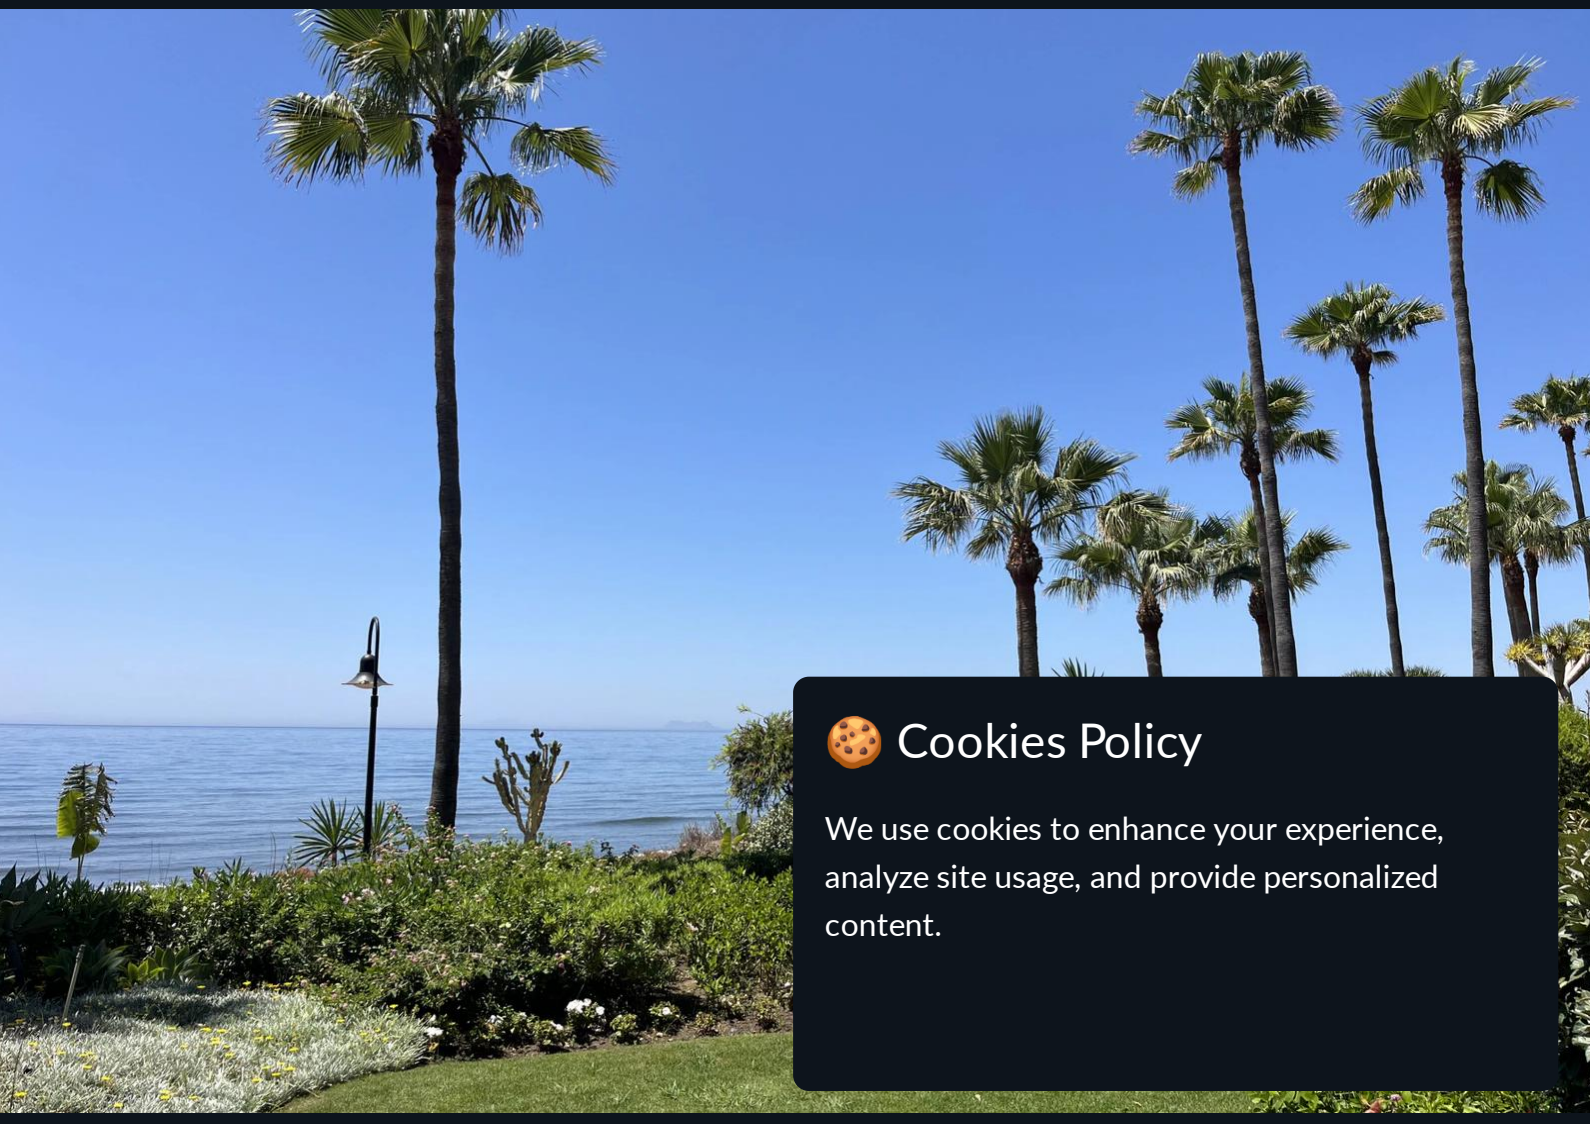 🍪 Cookies Policy
We use cookies to enhance your experience,
analyze site usage, and provide personalized
content.